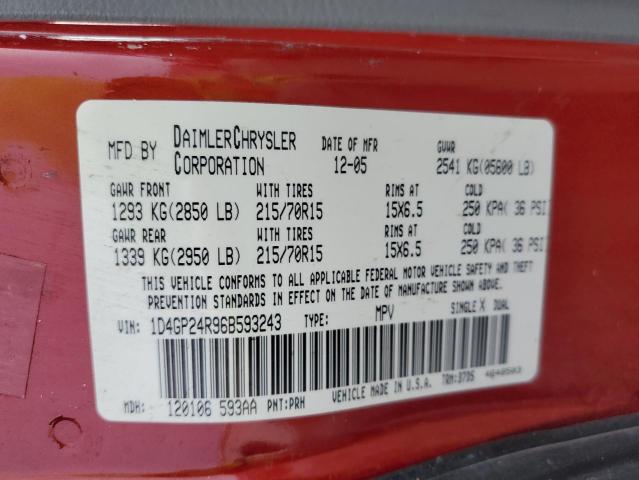 MFD BY DAIMLERCHRYSLER CORPORATION DATE OF MFR 12-05 GVWR 2541 KG(05600 LB)
GAWR FRONT WITH TIRES RIMS AT COLD
1293 KG(2850 LB) 215/70R15 15X6.5 250 KPA( 36 PSI
GAWR REAR WITH TIRES RIMS AT COLD
1339 KG(2950 LB) 215/70R15 15X6.5 250 KPA( 36 PSI
THIS VEHICLE CONFORMS TO ALL APPLICABLE FEDERAL MOTOR VEHICLE SAFETY AND THEFT
PREVENTION STANDARDS IN EFFECT ON THE DATE OF MANUFACTURE SHOWN ABOVE.
VIN: 1D4GP24R96B593243 TYPE: MPV SINGLE X DUAL
MDH: 120106 593AA PNT:PRH VEHICLE MADE IN U.S.A. TRM: